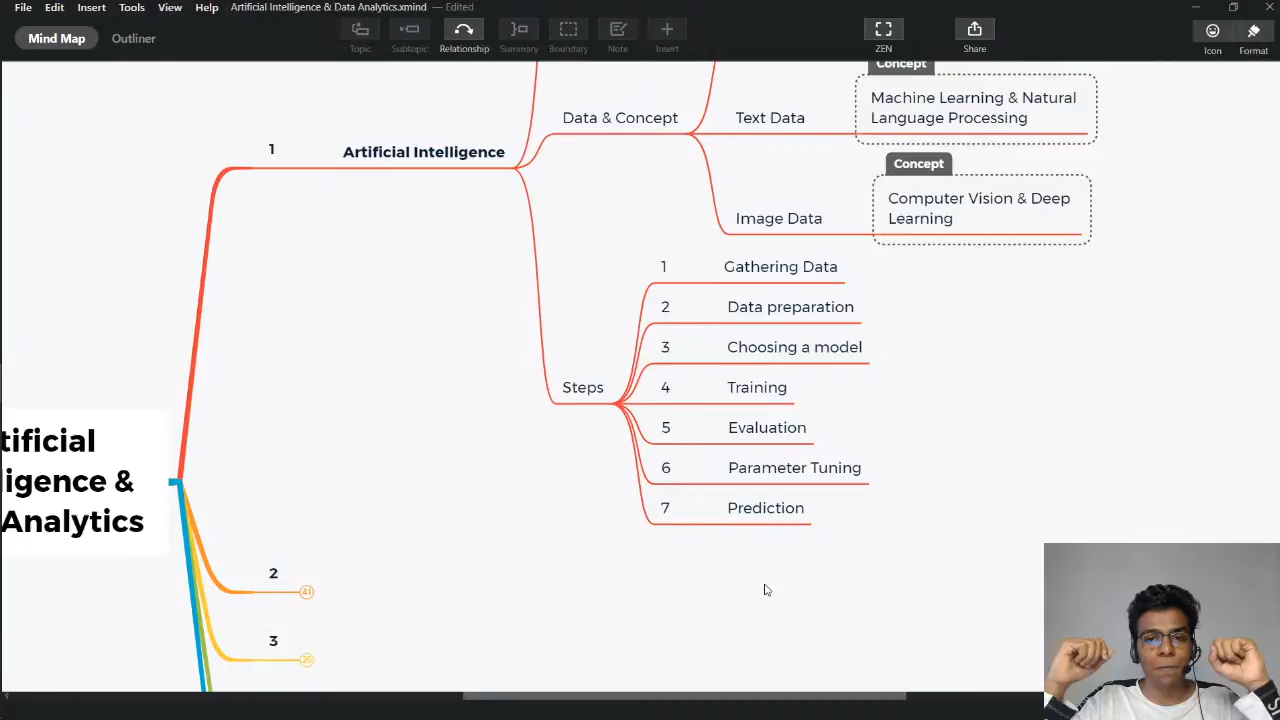 File Edit Insert Tools View Help Artificial Intelligence & Data Analytics.xmind — Edited
Mind Map Outliner
Topic Subtopic Relationship Summary Boundary Note Insert ZEN Share Icon Format
Concept
Machine Learning & Natural
Language Processing
Data & Concept Text Data
1 Artificial Intelligence
Concept
Computer Vision & Deep
Learning
Image Data
1 Gathering Data
2 Data preparation
3 Choosing a model
Steps
4 Training
5 Evaluation
6 Parameter Tuning
7 Prediction
tificial
ligence &
Analytics
2 41
3 26